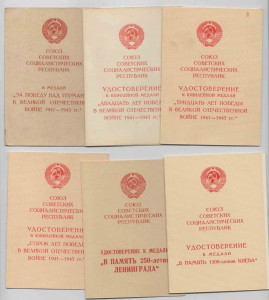 СОЮЗ
СОВЕТСКИХ
СОЦИАЛИСТИЧЕСКИХ
РЕСПУБЛИК
К МЕДАЛИ
„ЗА ПОБЕДУ НАД ГЕРМАНИЕЙ
В ВЕЛИКОЙ ОТЕЧЕСТВЕННОЙ
ВОЙНЕ 1941—1945 гг."
СОЮЗ
СОВЕТСКИХ
СОЦИАЛИСТИЧЕСКИХ
РЕСПУБЛИК
УДОСТОВЕРЕНИЕ
К ЮБИЛЕЙНОЙ МЕДАЛИ
„ДВАДЦАТЬ ЛЕТ ПОБЕДЫ
В ВЕЛИКОЙ ОТЕЧЕСТВЕННОЙ
ВОЙНЕ 1941—1945 гг."
СОЮЗ
СОВЕТСКИХ
СОЦИАЛИСТИЧЕСКИХ
РЕСПУБЛИК
УДОСТОВЕРЕНИЕ
К ЮБИЛЕЙНОЙ МЕДАЛИ
„ТРИДЦАТЬ ЛЕТ ПОБЕДЫ
В ВЕЛИКОЙ ОТЕЧЕСТВЕННОЙ
ВОЙНЕ 1941—1945 гг."
СОЮЗ
СОВЕТСКИХ
СОЦИАЛИСТИЧЕСКИХ
РЕСПУБЛИК
УДОСТОВЕРЕНИЕ
К ЮБИЛЕЙНОЙ МЕДАЛИ
„СОРОК ЛЕТ ПОБЕДЫ
В ВЕЛИКОЙ ОТЕЧЕСТВЕННОЙ
ВОЙНЕ 1941—1945 гг."
СОЮЗ
СОВЕТСКИХ
СОЦИАЛИСТИЧЕСКИХ
РЕСПУБЛИК
УДОСТОВЕРЕНИЕ К МЕДАЛИ
„В ПАМЯТЬ 250-летия
ЛЕНИНГРАДА"
СОЮЗ
СОВЕТСКИХ
СОЦИАЛИСТИЧЕСКИХ
РЕСПУБЛИК
УДОСТОВЕРЕНИЕ
К МЕДАЛИ
„В ПАМЯТЬ 1500-летия КИЕВА"